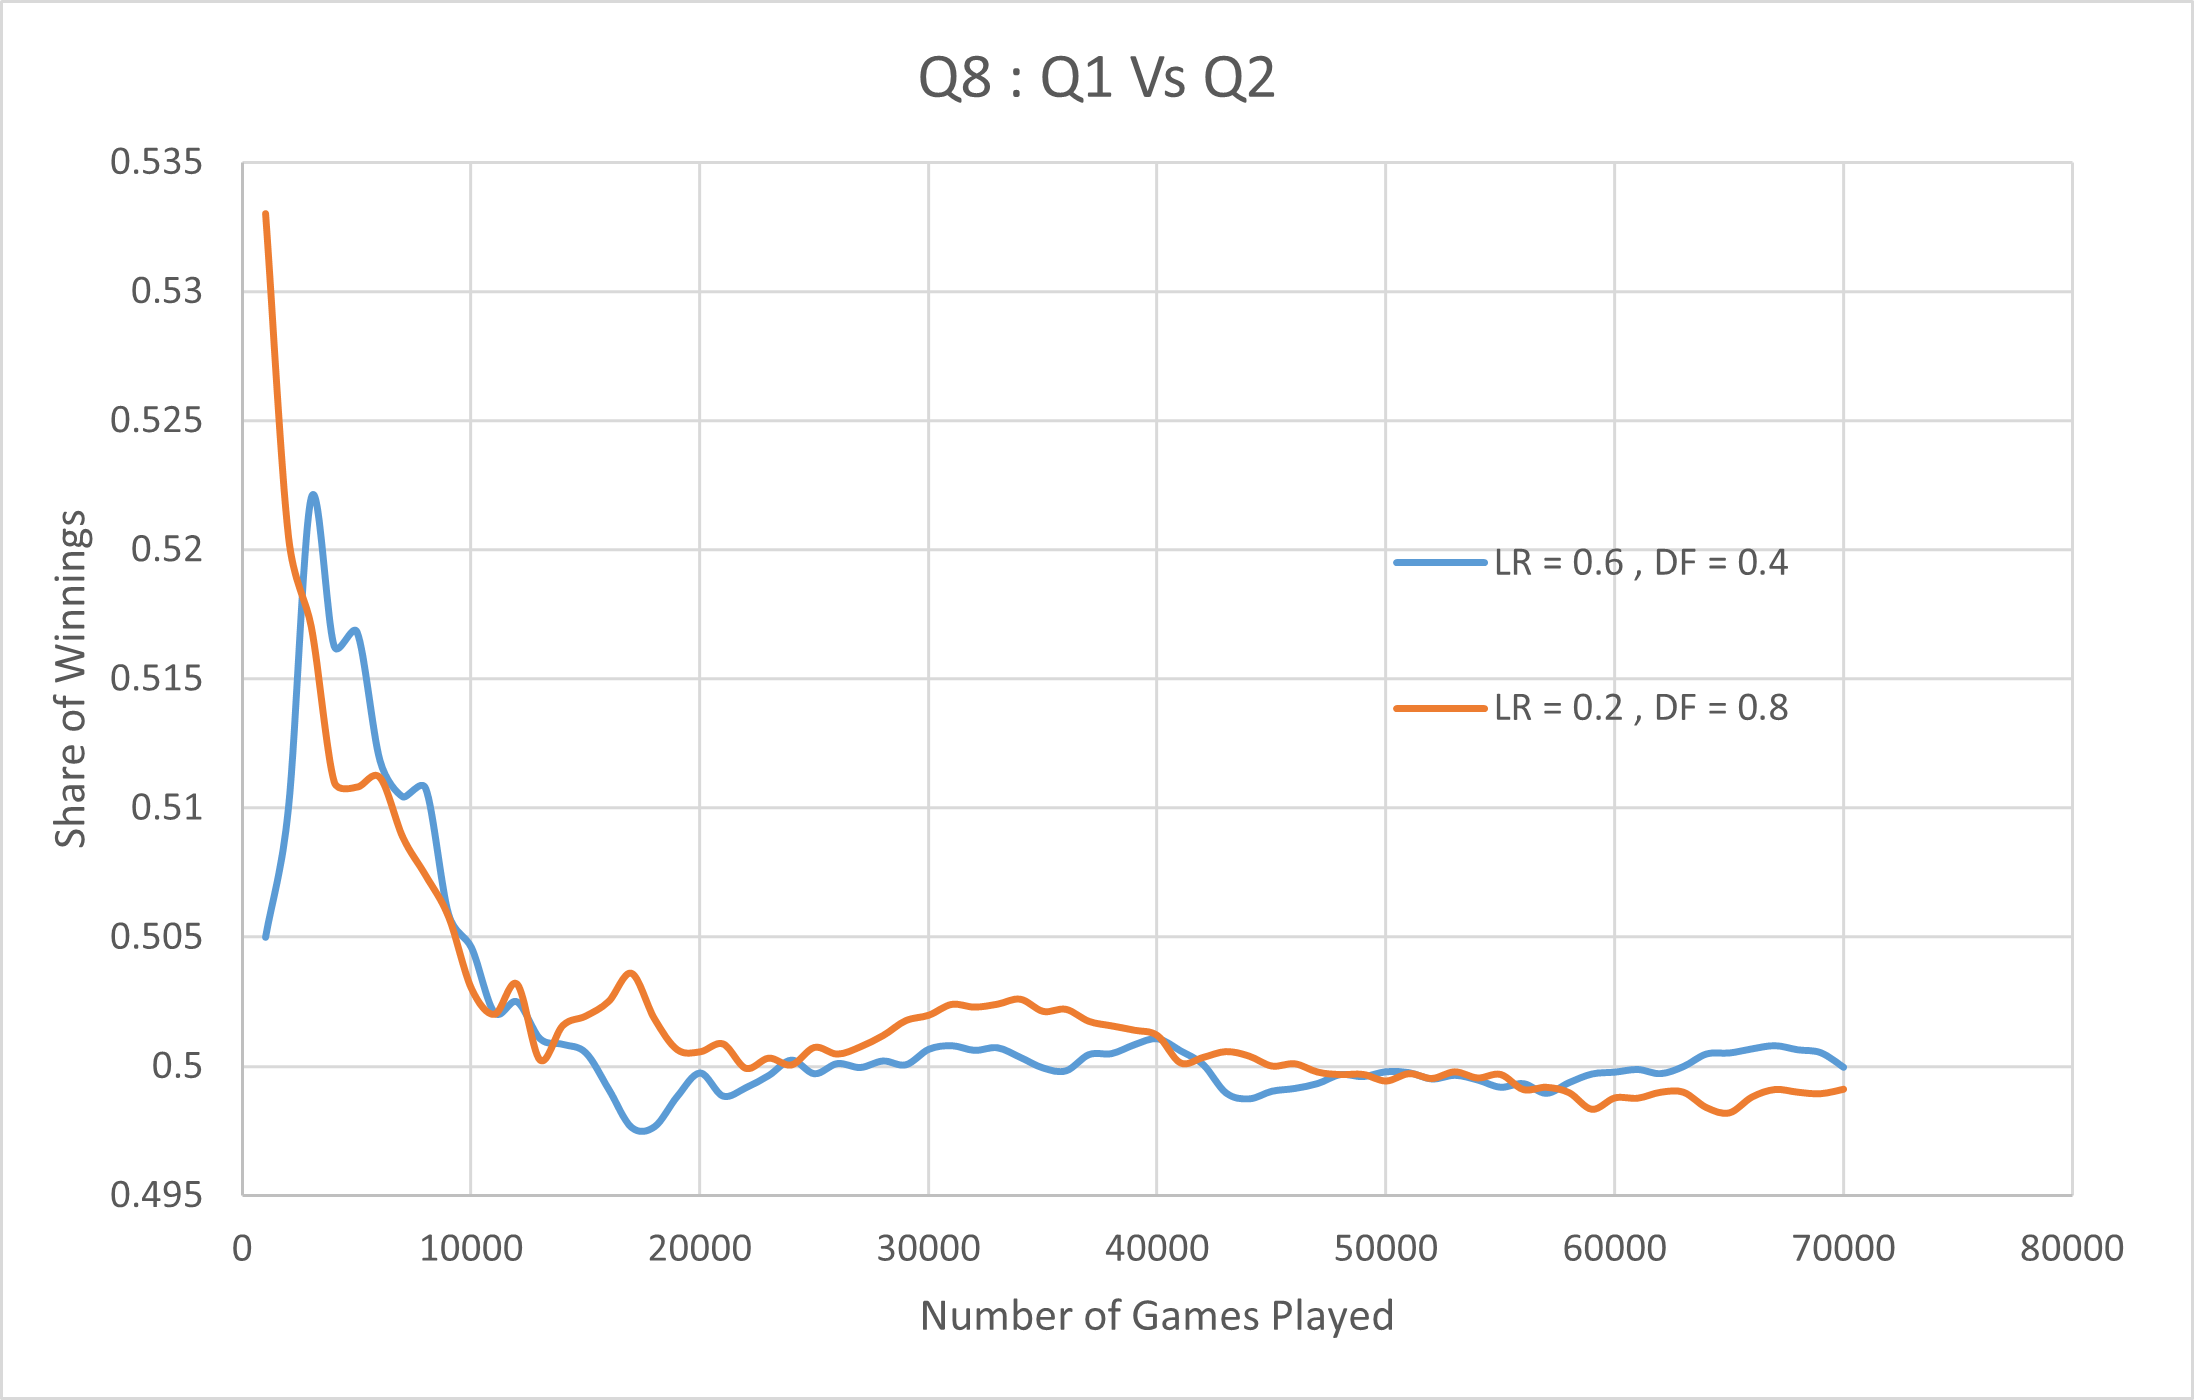 Q8 : Q1 Vs Q2
0.535
0.53
0.525
0.52
0.515
0.51
0.505
0.5
0.495
Share of Winnings
LR = 0.6 , DF = 0.4
LR = 0.2 , DF = 0.8
0 10000 20000 30000 40000 50000 60000 70000 80000
Number of Games Played